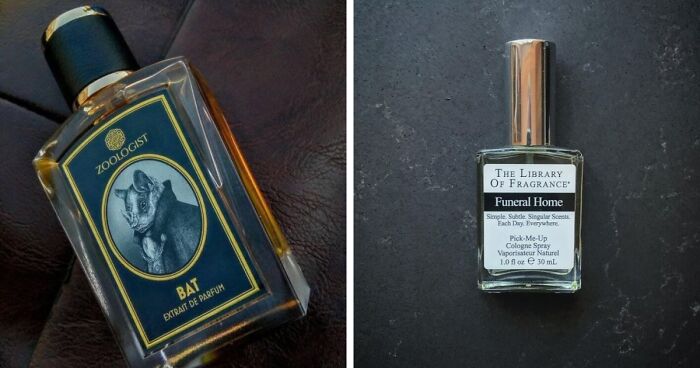 ZOOLOGIST
BAT
EXTRAIT DE PARFUM
THE LIBRARY
OF FRAGRANCE®
Funeral Home
Simple. Subtle. Singular Scents.
Each Day. Everywhere.
Pick-Me-Up
Cologne Spray
Vaporisateur Naturel
1.0 fl oz ℮ 30 mL